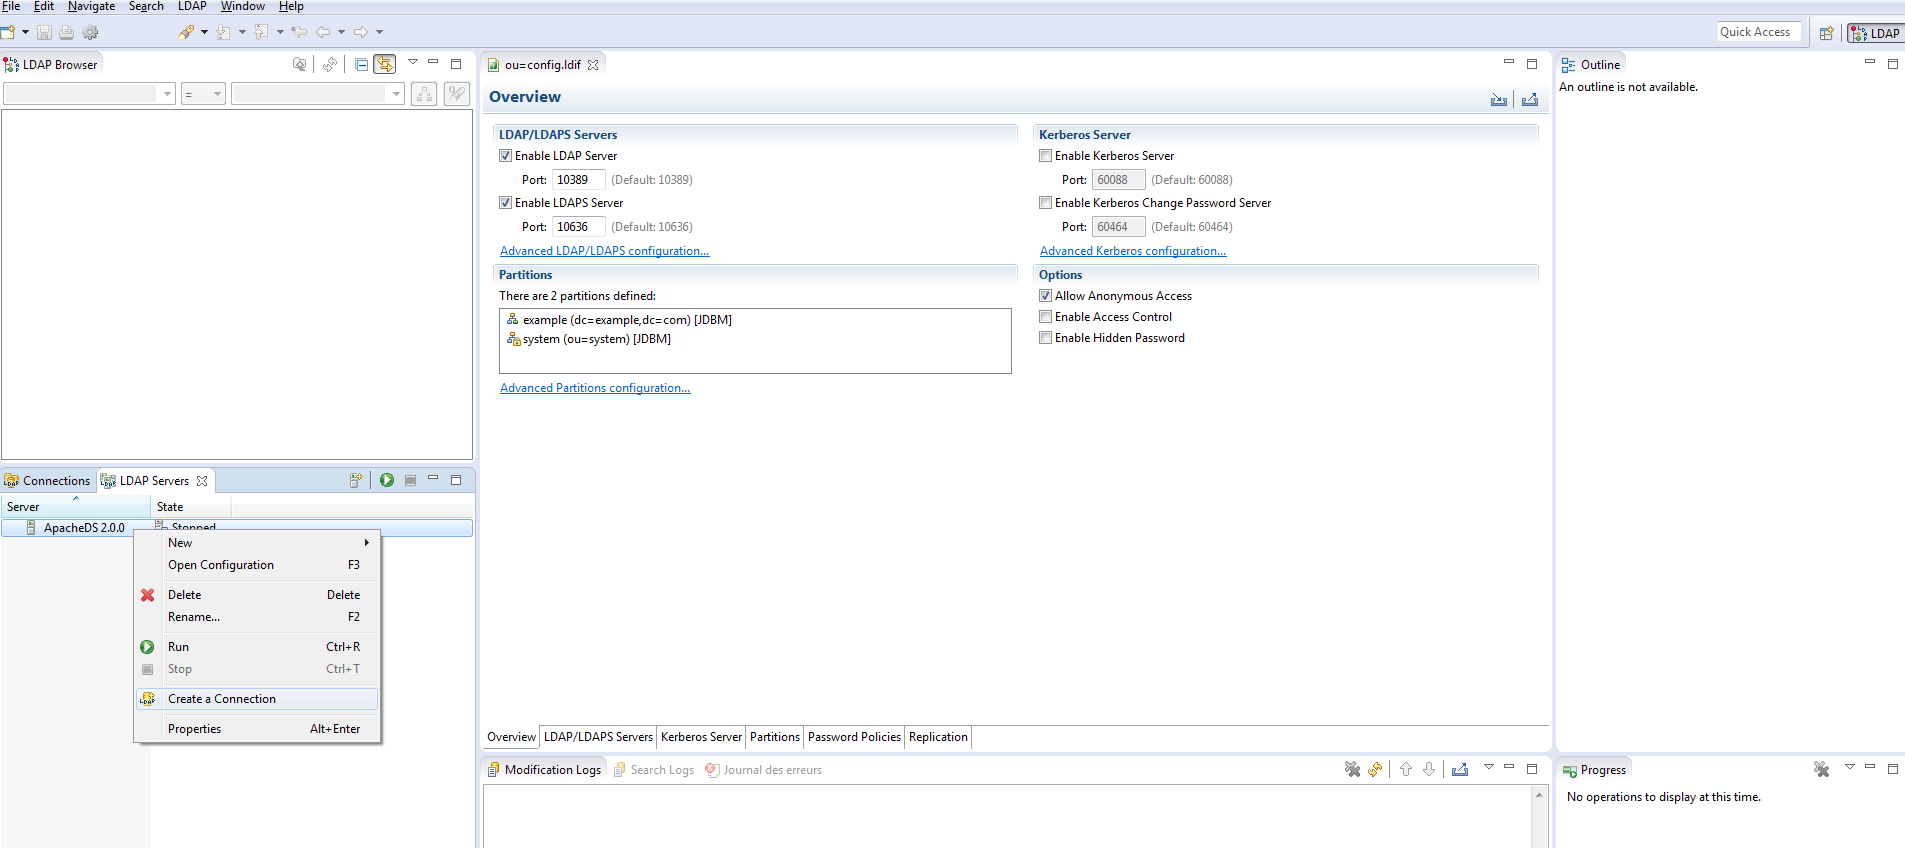 File Edit Navigate Search LDAP Window Help
Quick Access
LDAP
LDAP Browser
=
ou=config.ldif
Overview
LDAP/LDAPS Servers
Enable LDAP Server
Port: 10389 (Default: 10389)
Enable LDAPS Server
Port: 10636 (Default: 10636)
Advanced LDAP/LDAPS configuration...
Partitions
There are 2 partitions defined:
example (dc=example,dc=com) [JDBM]
system (ou=system) [JDBM]
Advanced Partitions configuration...
Kerberos Server
Enable Kerberos Server
Port: 60088 (Default: 60088)
Enable Kerberos Change Password Server
Port: 60464 (Default: 60464)
Advanced Kerberos configuration...
Options
Allow Anonymous Access
Enable Access Control
Enable Hidden Password
Outline
An outline is not available.
Connections LDAP Servers
Server State
ApacheDS 2.0.0 Stopped
New
Open Configuration F3
Delete Delete
Rename... F2
Run Ctrl+R
Stop Ctrl+T
Create a Connection
Properties Alt+Enter
Overview LDAP/LDAPS Servers Kerberos Server Partitions Password Policies Replication
Modification Logs Search Logs Journal des erreurs
Progress
No operations to display at this time.